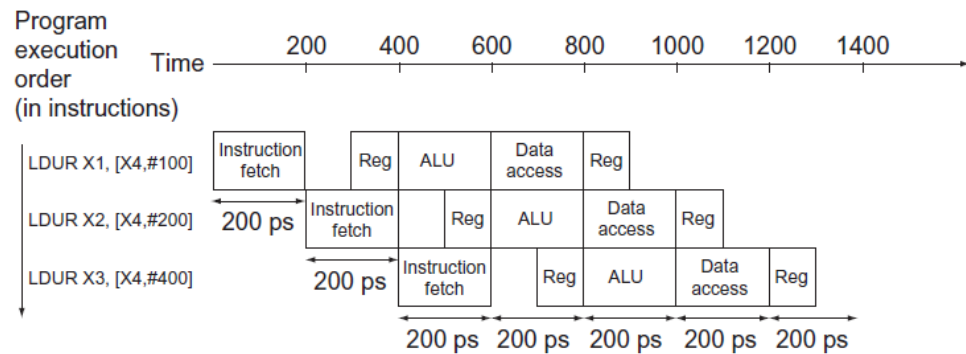 Program
execution
order
(in instructions)
Time
200 400 600 800 1000 1200 1400
LDUR X1, [X4,#100]
Instruction
fetch
Reg
ALU
Data
access
Reg
200 ps
LDUR X2, [X4,#200]
Instruction
fetch
Reg
ALU
Data
access
Reg
200 ps
LDUR X3, [X4,#400]
Instruction
fetch
Reg
ALU
Data
access
Reg
200 ps 200 ps 200 ps 200 ps 200 ps